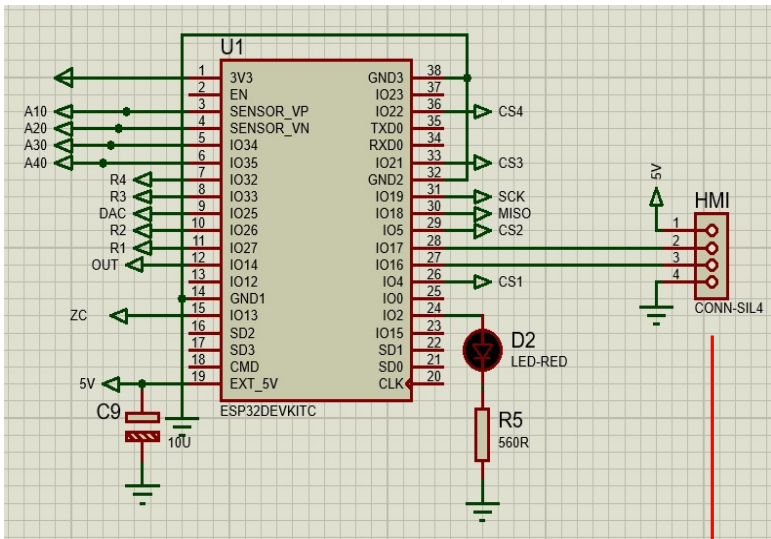 U1
1 3V3 GND3 38
2 EN IO23 37
A10 3 SENSOR_VP IO22 36 CS4
A20 4 SENSOR_VN TXD0 35
A30 5 IO34 RXD0 34
A40 6 IO35 IO21 33 CS3
R4 7 IO32 GND2 32
R3 8 IO33 IO19 31 SCK
DAC 9 IO25 IO18 30 MISO
R2 10 IO26 IO5 29 CS2
R1 11 IO27 IO17 28
OUT 12 IO14 IO16 27
13 IO12 IO4 26 CS1
14 GND1 IO0 25
ZC 15 IO13 IO2 24
16 SD2 IO15 23
17 SD3 SD1 22
18 CMD SD0 21
5V 19 EXT_5V CLK 20
ESP32DEVKITC
C9
10U
D2
LED-RED
R5
560R
5V
HMI
1
2
3
4
CONN-SIL4